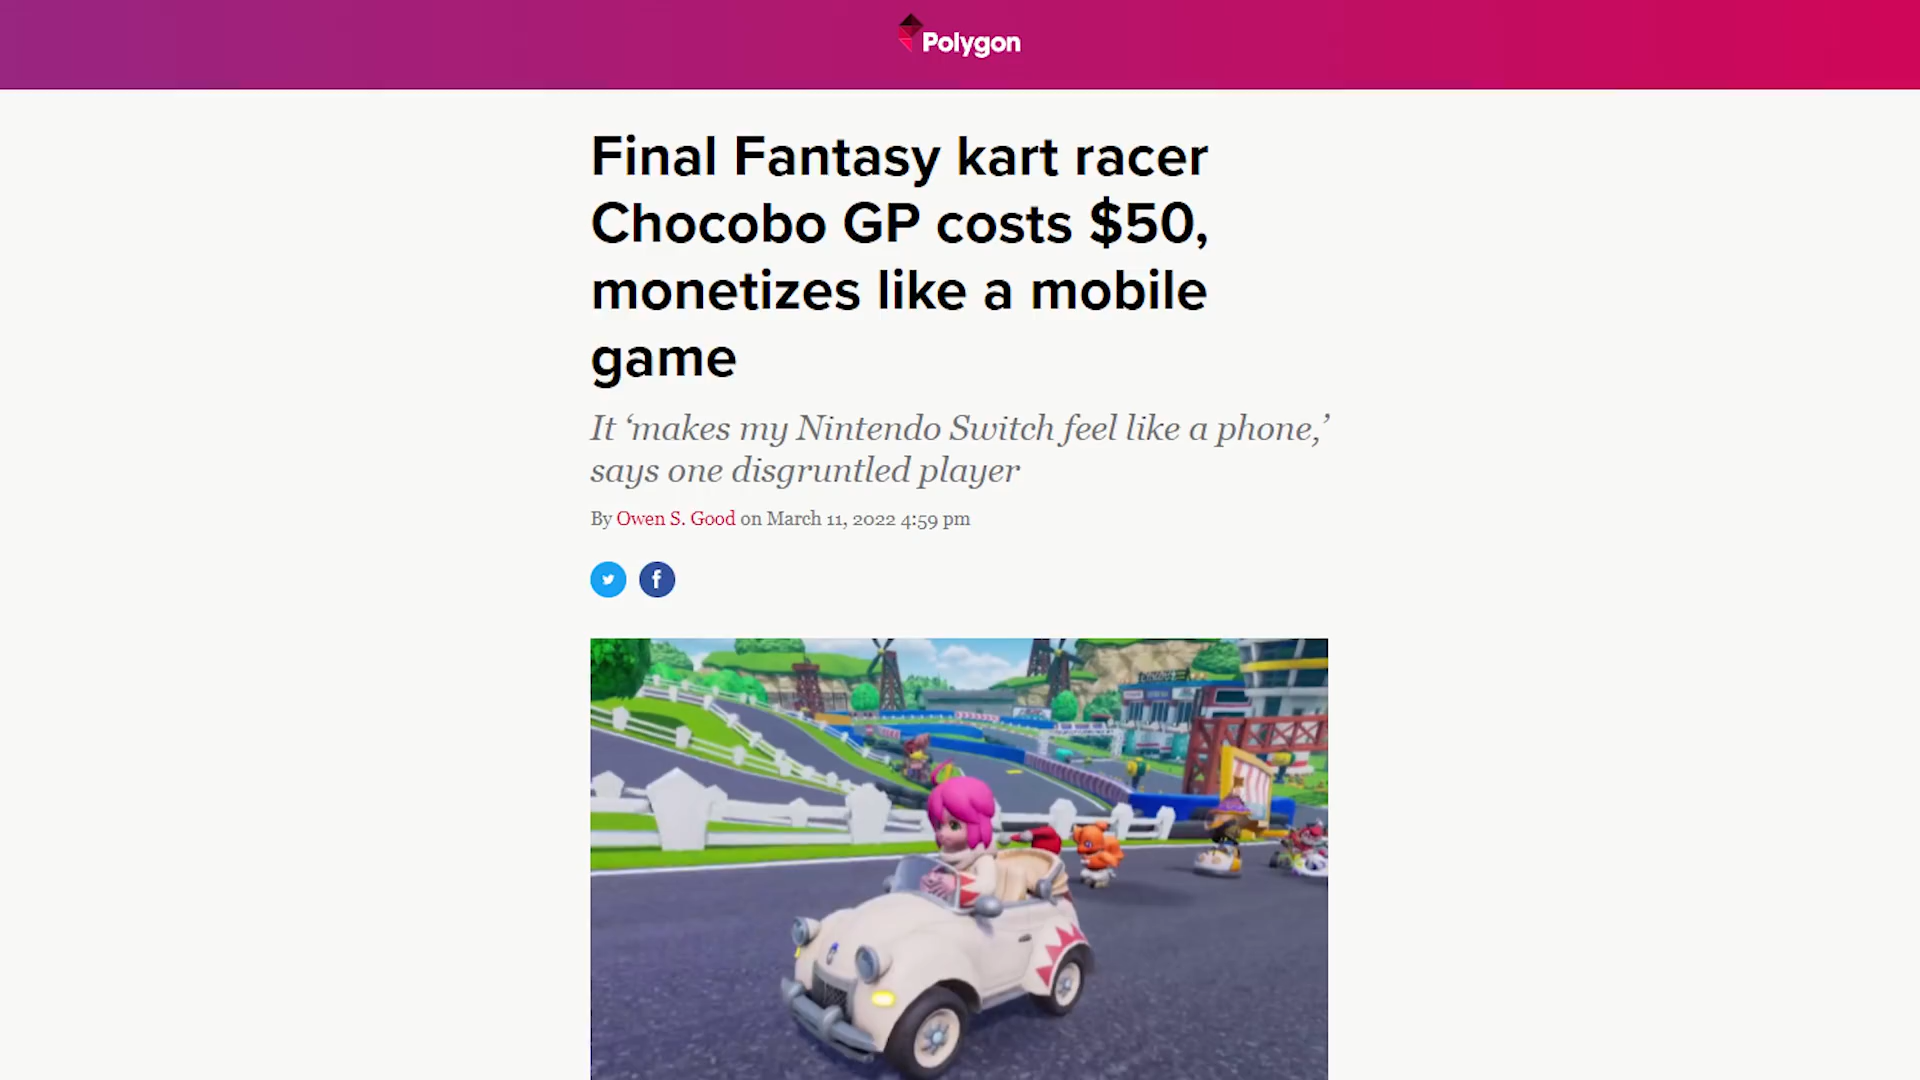 Polygon
Final Fantasy kart racer
Chocobo GP costs $50,
monetizes like a mobile
game
It ‘makes my Nintendo Switch feel like a phone,’
says one disgruntled player
By Owen S. Good on March 11, 2022 4:59 pm
f